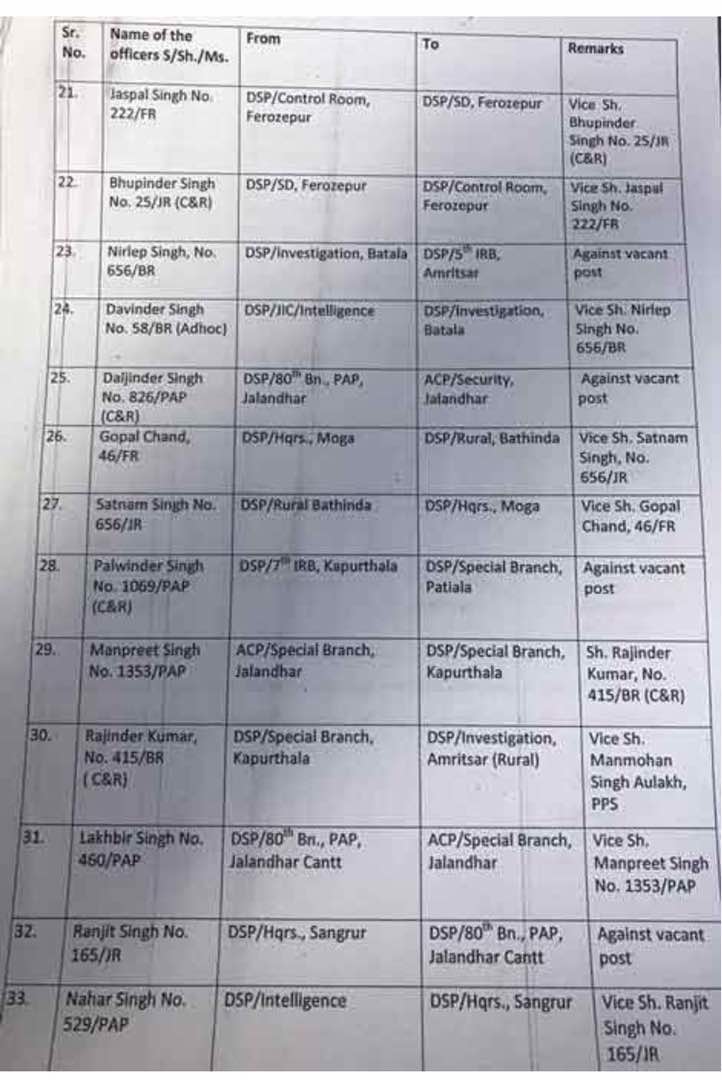 Sr. No. | Name of the officers S/Sh./Ms. | From | To | Remarks
21. | Jaspal Singh No. 222/FR | DSP/Control Room, Ferozepur | DSP/SD, Ferozepur | Vice Sh. Bhupinder Singh No. 25/JR (C&R)
22. | Bhupinder Singh No. 25/JR (C&R) | DSP/SD, Ferozepur | DSP/Control Room, Ferozepur | Vice Sh. Jaspal Singh No. 222/FR
23. | Nirlep Singh, No. 656/BR | DSP/Investigation, Batala | DSP/5th IRB, Amritsar | Against vacant post
24. | Davinder Singh No. 58/BR (Adhoc) | DSP/JIC/Intelligence | DSP/Investigation, Batala | Vice Sh. Nirlep Singh No. 656/BR
25. | Daljinder Singh No. 826/PAP (C&R) | DSP/80th Bn., PAP, Jalandhar | ACP/Security, Jalandhar | Against vacant post
26. | Gopal Chand, 46/FR | DSP/Hqrs., Moga | DSP/Rural, Bathinda | Vice Sh. Satnam Singh, No. 656/JR
27. | Satnam Singh No. 656/JR | DSP/Rural Bathinda | DSP/Hqrs., Moga | Vice Sh. Gopal Chand, 46/FR
28. | Palwinder Singh No. 1069/PAP (C&R) | DSP/7th IRB, Kapurthala | DSP/Special Branch, Patiala | Against vacant post
29. | Manpreet Singh No. 1353/PAP | ACP/Special Branch, Jalandhar | DSP/Special Branch, Kapurthala | Sh. Rajinder Kumar, No. 415/BR (C&R)
30. | Rajinder Kumar, No. 415/BR ( C&R) | DSP/Special Branch, Kapurthala | DSP/Investigation, Amritsar (Rural) | Vice Sh. Manmohan Singh Aulakh, PPS
31. | Lakhbir Singh No. 460/PAP | DSP/80th Bn., PAP, Jalandhar Cantt | ACP/Special Branch, Jalandhar | Vice Sh. Manpreet Singh No. 1353/PAP
32. | Ranjit Singh No. 165/JR | DSP/Hqrs., Sangrur | DSP/80th Bn., PAP, Jalandhar Cantt | Against vacant post
33. | Nahar Singh No. 529/PAP | DSP/Intelligence | DSP/Hqrs., Sangrur | Vice Sh. Ranjit Singh No. 165/JR